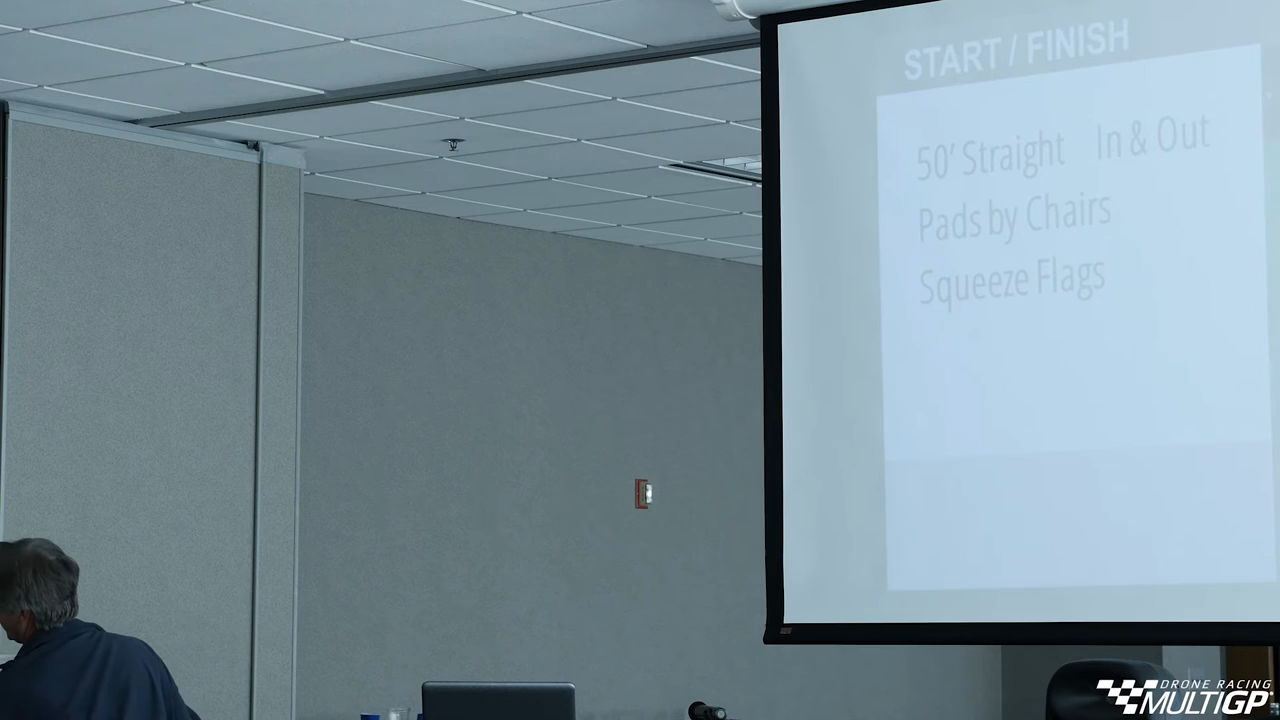 START / FINISH
50' Straight In & Out
Pads by Chairs
Squeeze Flags
DRONE RACING
MULTIGP